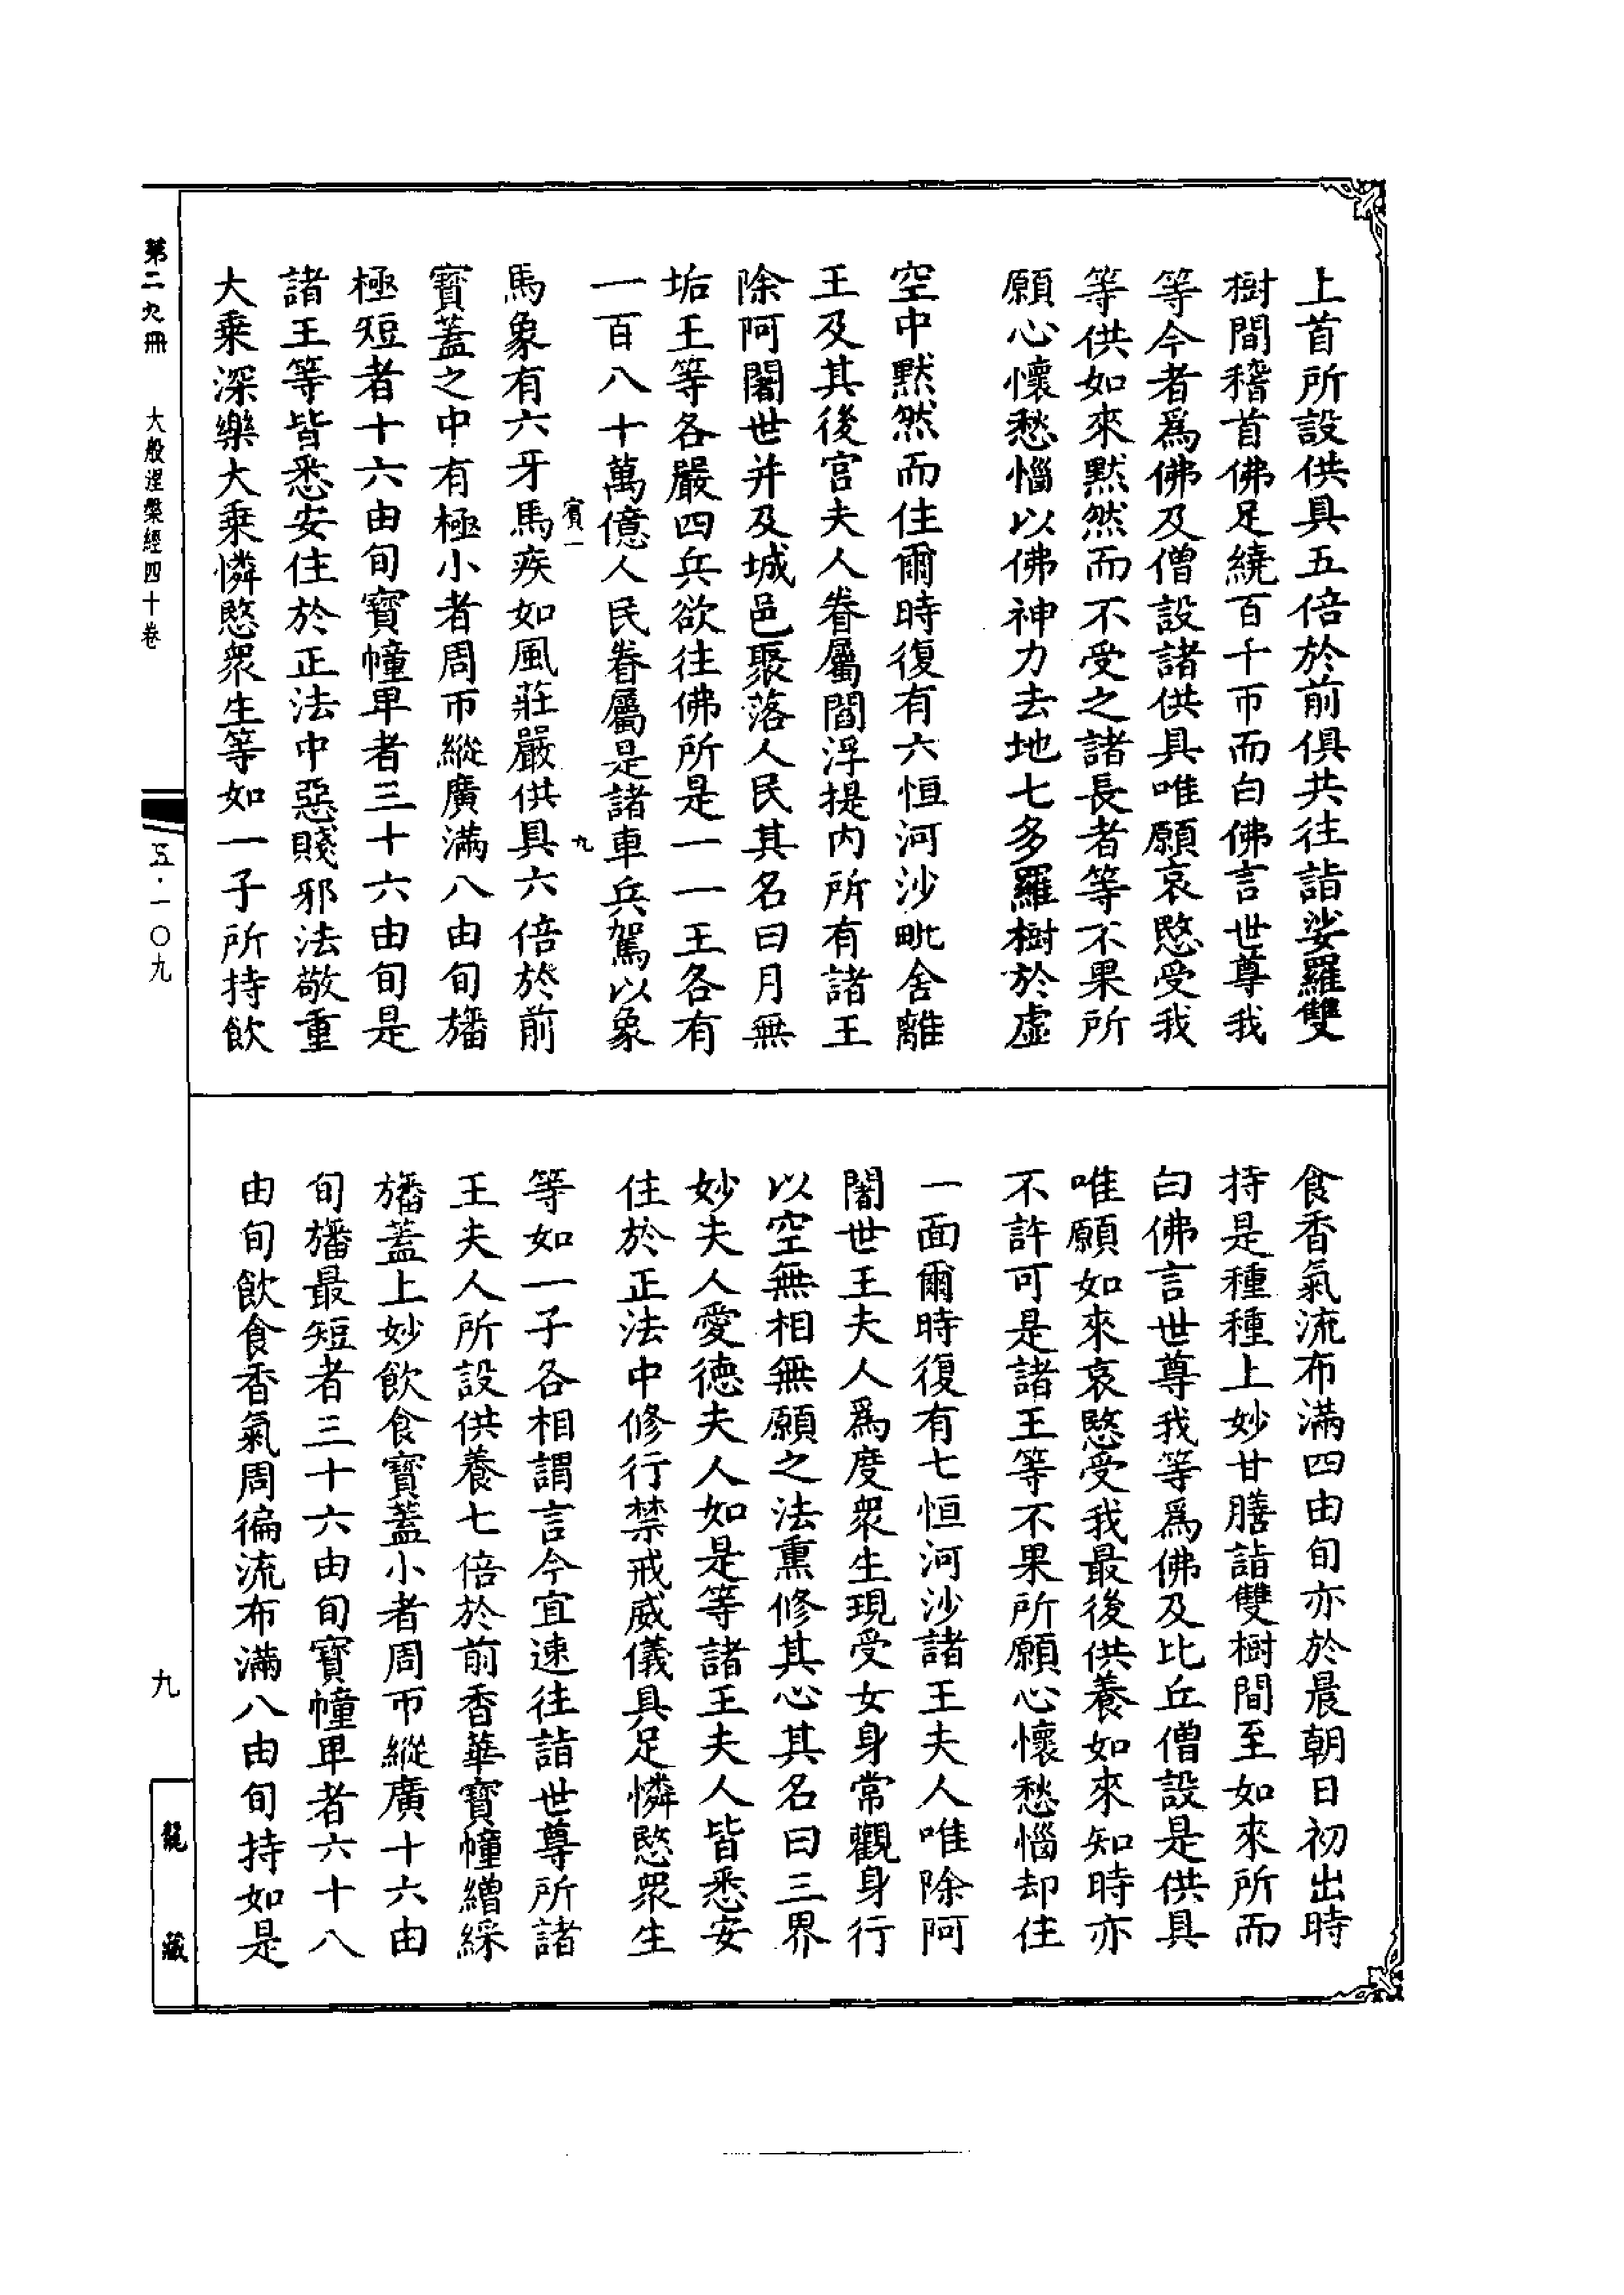 上首所設供具五倍於前俱共往詣娑羅雙
樹間稽首佛足繞百千帀而白佛言世尊我
等今者爲佛及僧設諸供具唯願哀愍受我
等供如來默然而不受之諸長者等不果所
願心懷愁惱以佛神力去地七多羅樹於虛
空中默然而住爾時復有六恒河沙毗舍離
王及其後宮夫人眷屬閻浮提內所有諸王
除阿闍世并及城邑聚落人民其名曰月無
垢王等各嚴四兵欲往佛所是一一王各有
一百八十萬億人民眷屬是諸車兵駕以象
賓一 九
馬象有六牙馬疾如風莊嚴供具六倍於前
寶蓋之中有極小者周帀縱廣滿八由旬旛
極短者十六由旬寶幢卑者三十六由旬是
諸王等皆悉安住於正法中惡賤邪法敬重
大乘深樂大乘憐愍衆生等如一子所持飲
食香氣流布滿四由旬亦於晨朝日初出時
持是種種上妙甘膳詣雙樹間至如來所而
白佛言世尊我等爲佛及比丘僧設是供具
唯願如來哀愍受我最後供養如來知時亦
不許可是諸王等不果所願心懷愁惱却住
一面爾時復有七恒河沙諸王夫人唯除阿
闍世王夫人爲度衆生現受女身常觀身行
以空無相無願之法熏修其心其名曰三界
妙夫人愛德夫人如是等諸王夫人皆悉安
住於正法中修行禁戒威儀具足憐愍衆生
等如一子各相謂言今宜速往詣世尊所諸
王夫人所設供養七倍於前香華寶幢繒綵
旛蓋上妙飲食寶蓋小者周帀縱廣十六由
旬旛最短者三十六由旬寶幢卑者六十八
由旬飲食香氣周徧流布滿八由旬持如是
第二九冊 大般涅槃經四十卷
五·一〇九
九
龍藏